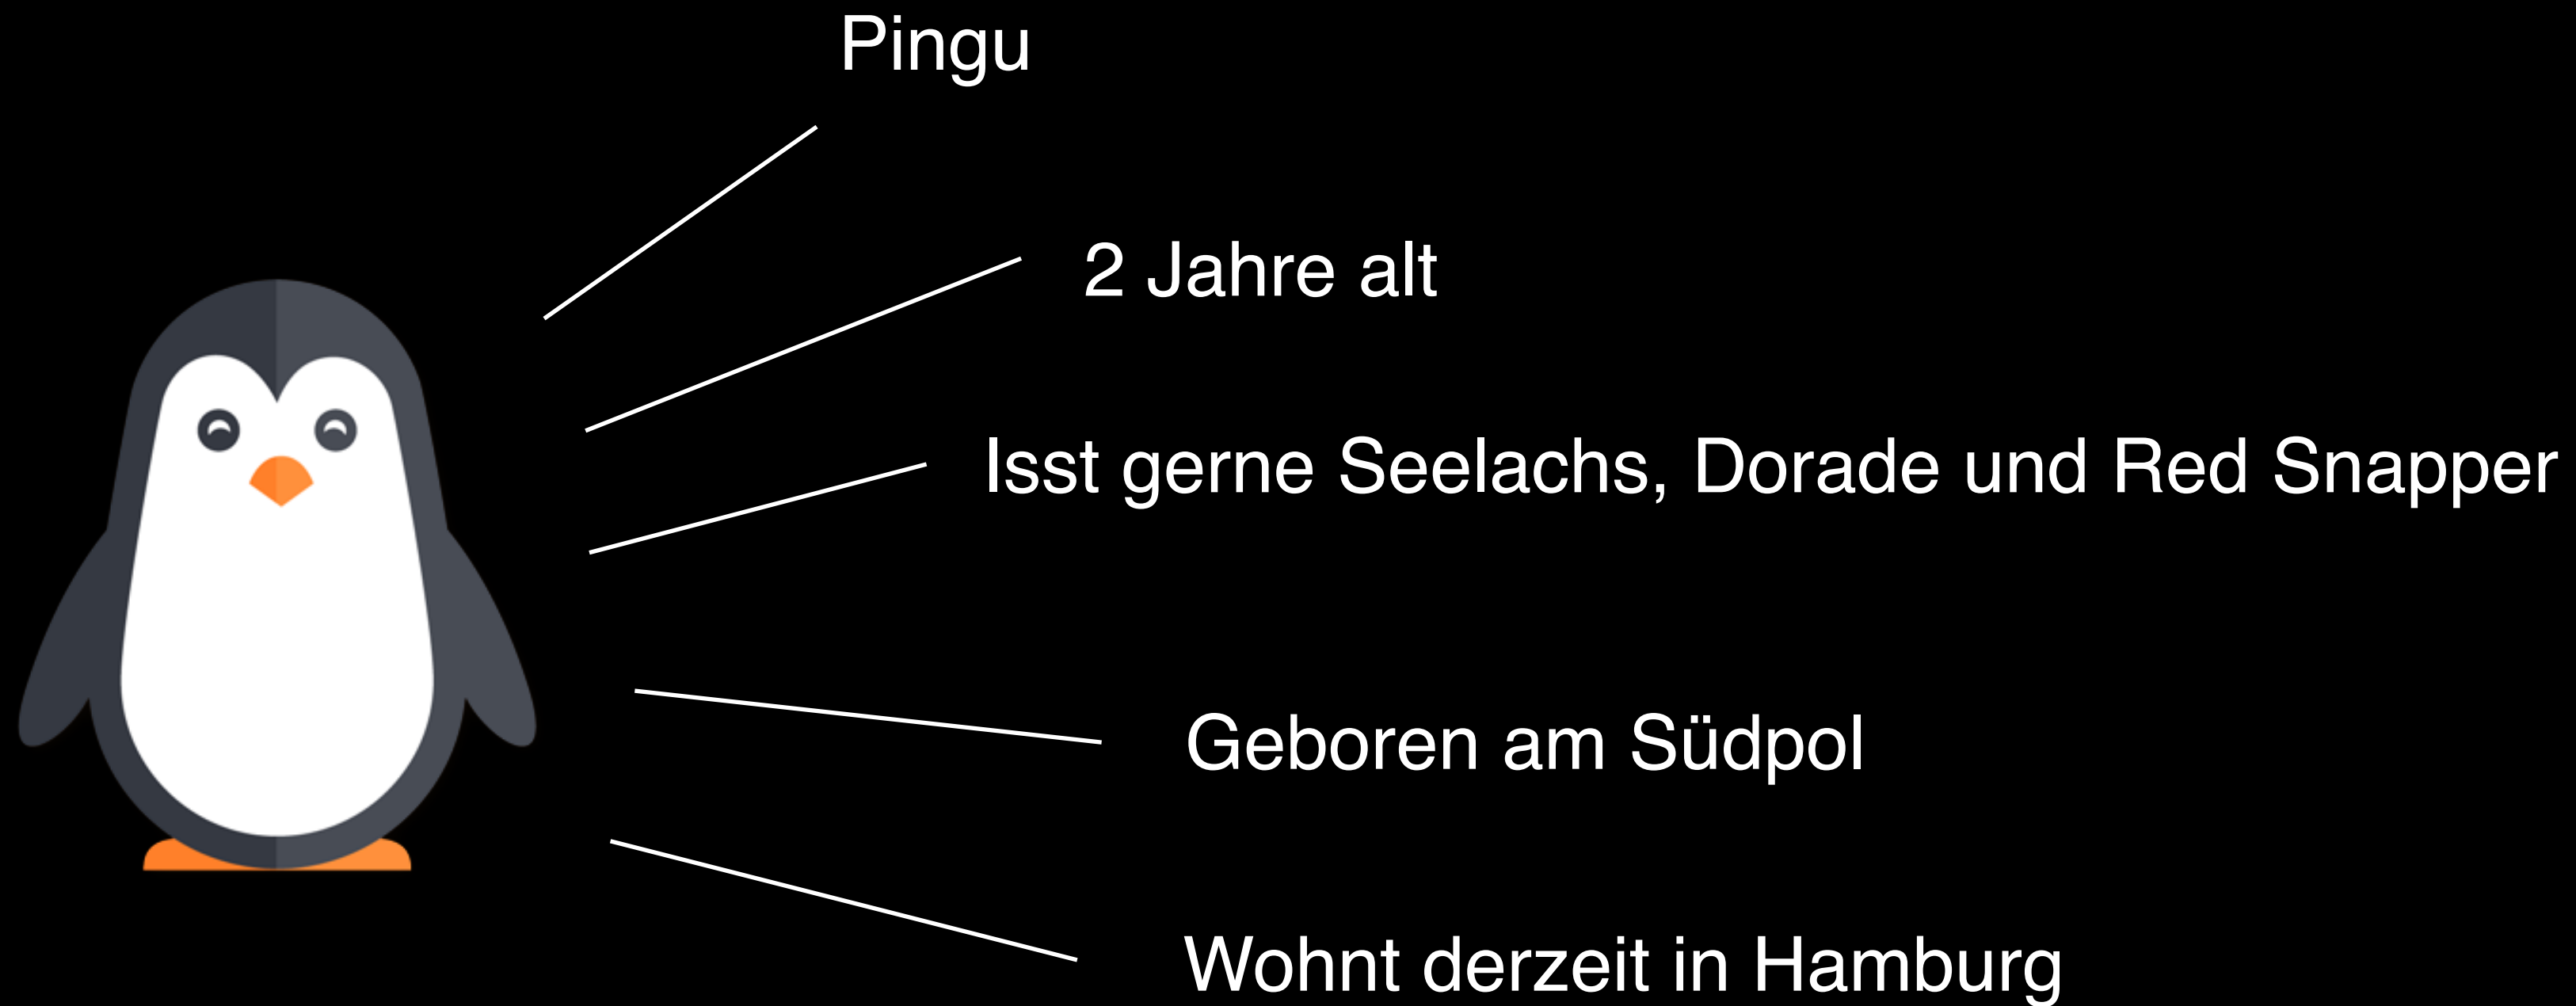 Pingu
2 Jahre alt
Isst gerne Seelachs, Dorade und Red Snapper
Geboren am Südpol
Wohnt derzeit in Hamburg